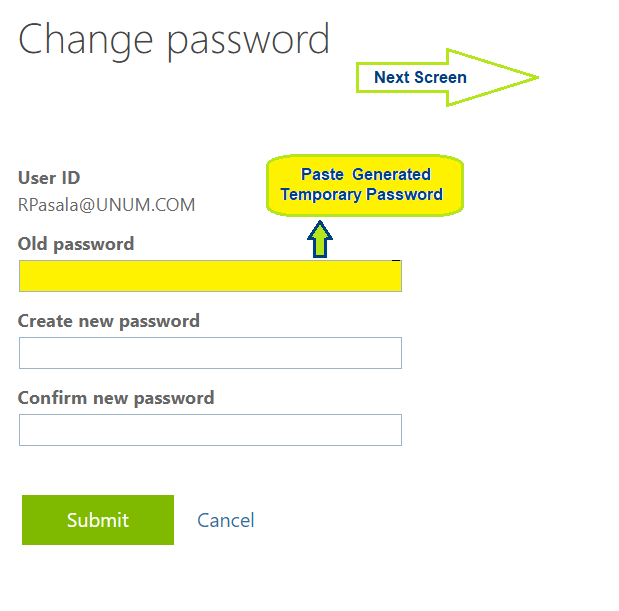 Change password
Next Screen
User ID
RPasala@UNUM.COM
Paste Generated
Temporary Password
Old password
Create new password
Confirm new password
Submit
Cancel